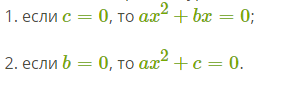 1. если c = 0, то ax² + bx = 0;
2. если b = 0, то ax² + c = 0.